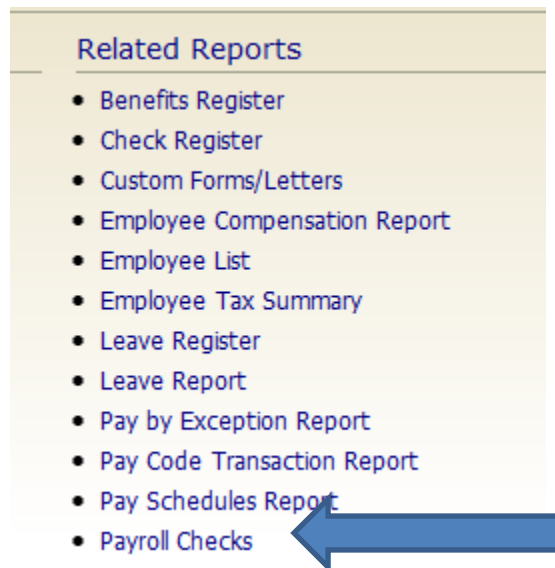 Related Reports
Benefits Register
Check Register
Custom Forms/Letters
Employee Compensation Report
Employee List
Employee Tax Summary
Leave Register
Leave Report
Pay by Exception Report
Pay Code Transaction Report
Pay Schedules Report
Payroll Checks